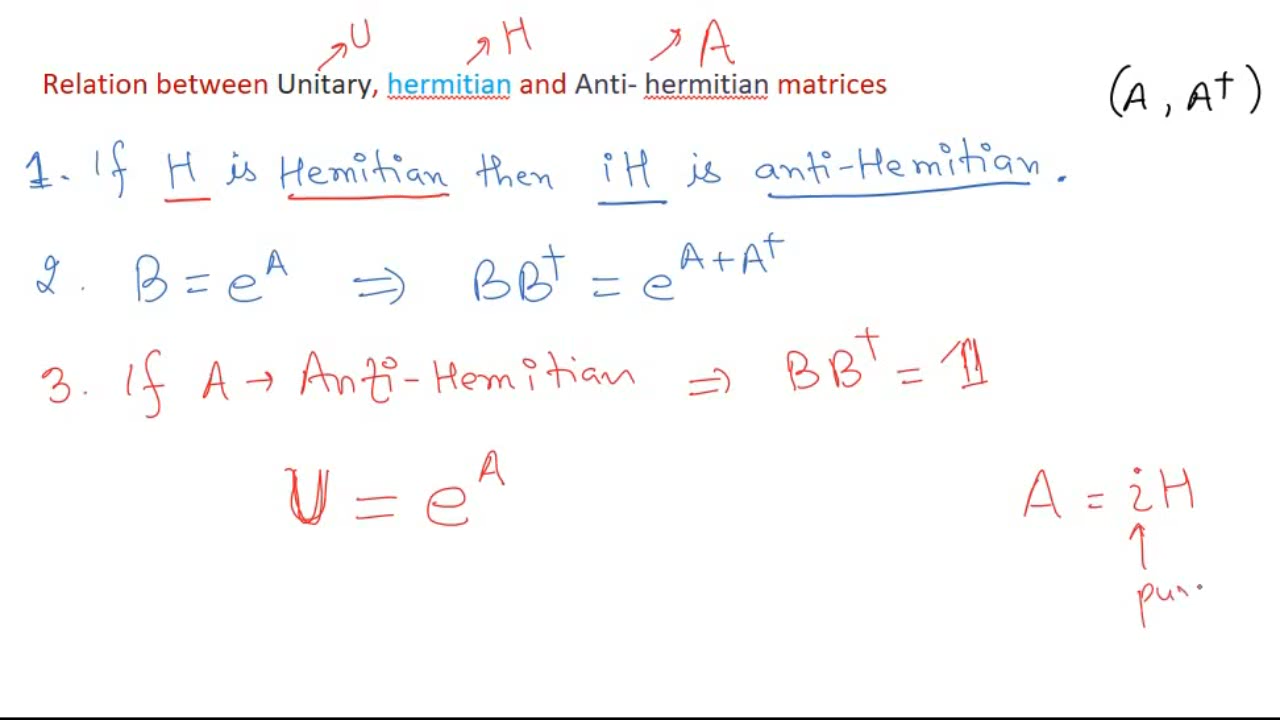 U H A
Relation between Unitary, hermitian and Anti- hermitian matrices
(A , A†)
1. If H is Hemitian then iH is anti-Hemitian.
2. B = e^A ⇒ BB† = e^{A+A†}
3. If A → Anti-Hemitian ⇒ BB† = 1
U = e^A
A = iH
pur